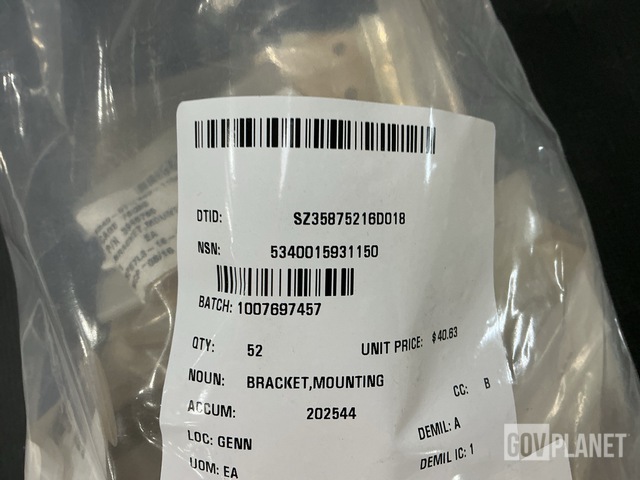 DTID: SZ35875216D018
NSN: 5340015931150
BATCH: 1007697457
QTY: 52 UNIT PRICE: $40.63
NOUN: BRACKET,MOUNTING CC: B
ACCUM: 202544
LOC: GENN DEMIL: A
UOM: EA DEMIL IC: 1
GOVPLANET